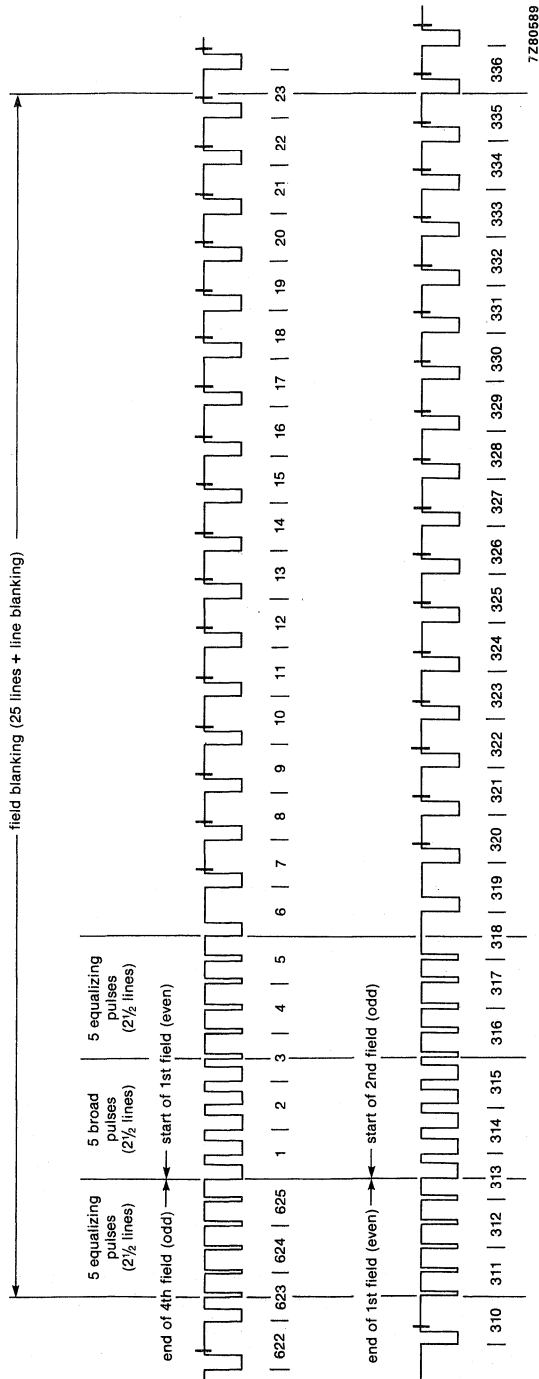 field blanking (25 lines + line blanking)
5 equalizing
pulses
(2½ lines)
5 broad
pulses
(2½ lines)
5 equalizing
pulses
(2½ lines)
end of 4th field (odd)
start of 1st field (even)
622 623 624 625 1 2 3 4 5 6 7 8 9 10 11 12 13 14 15 16 17 18 19 20 21 22 23
end of 1st field (even)
start of 2nd field (odd)
310 311 312 313 314 315 316 317 318 319 320 321 322 323 324 325 326 327 328 329 330 331 332 333 334 335 336
7Z80589